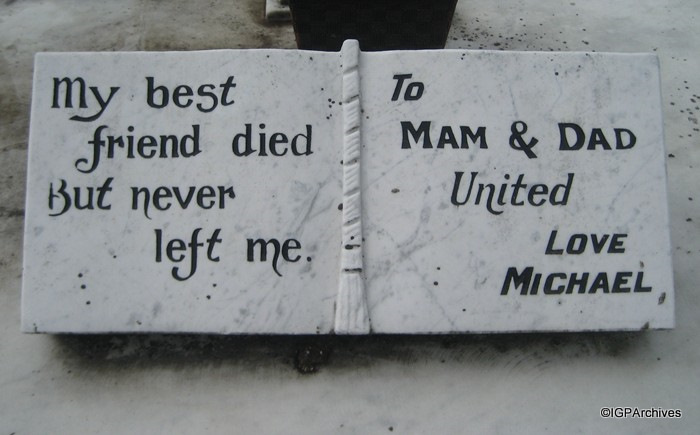 My best
friend died
But never
left me.
To
MAM & DAD
United
LOVE
MICHAEL
©IGPArchives